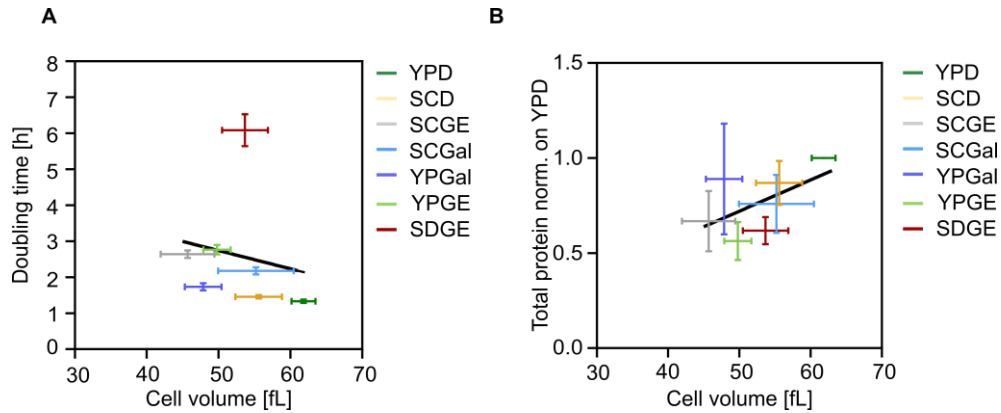 A
Doubling time [h]
8
7
6
5
4
3
2
1
0
30
40
50
60
70
Cell volume [fL]
YPD
SCD
SCGE
SCGal
YPGal
YPGE
SDGE
B
Total protein norm. on YPD
1.5
1.0
0.5
0.0
30
40
50
60
70
Cell volume [fL]
YPD
SCD
SCGE
SCGal
YPGal
YPGE
SDGE